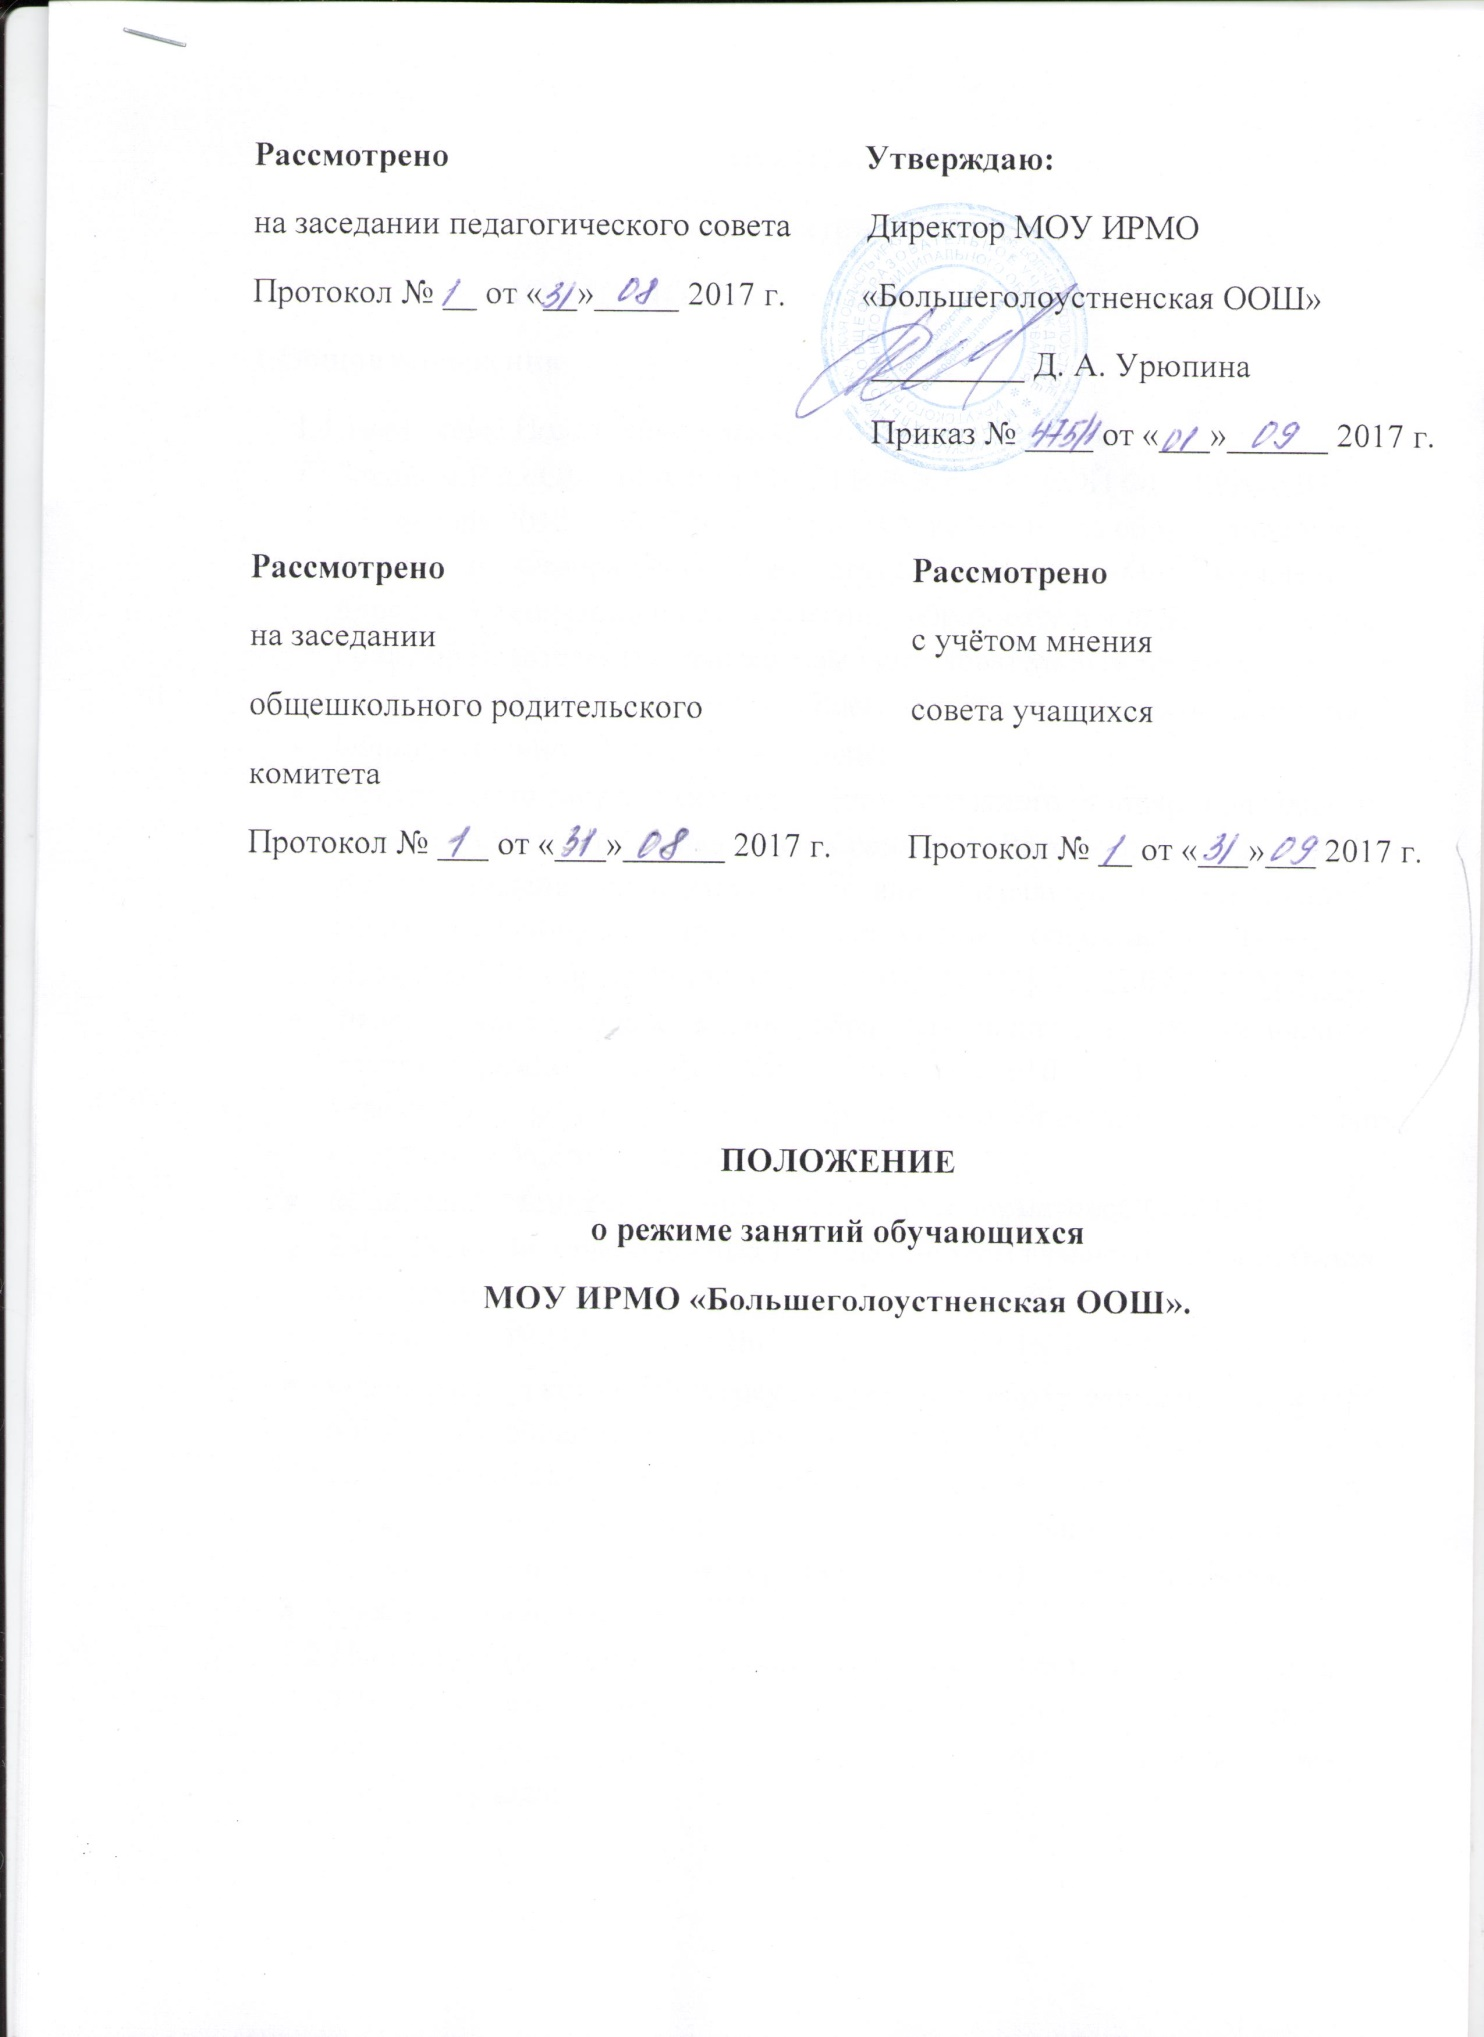 Рассмотрено
на заседании педагогического совета
Протокол № 1 от «31» 08 2017 г.
Утверждаю:
Директор МОУ ИРМО
«Большеголоустненская ООШ»
Д. А. Урюпина
Приказ № от «01» 09 2017 г.
Рассмотрено
на заседании
общешкольного родительского
комитета
Протокол № 1 от «31» 08 2017 г.
Рассмотрено
с учётом мнения
совета учащихся
Протокол № 1 от «31» 09 2017 г.
ПОЛОЖЕНИЕ
о режиме занятий обучающихся
МОУ ИРМО «Большеголоустненская ООШ».